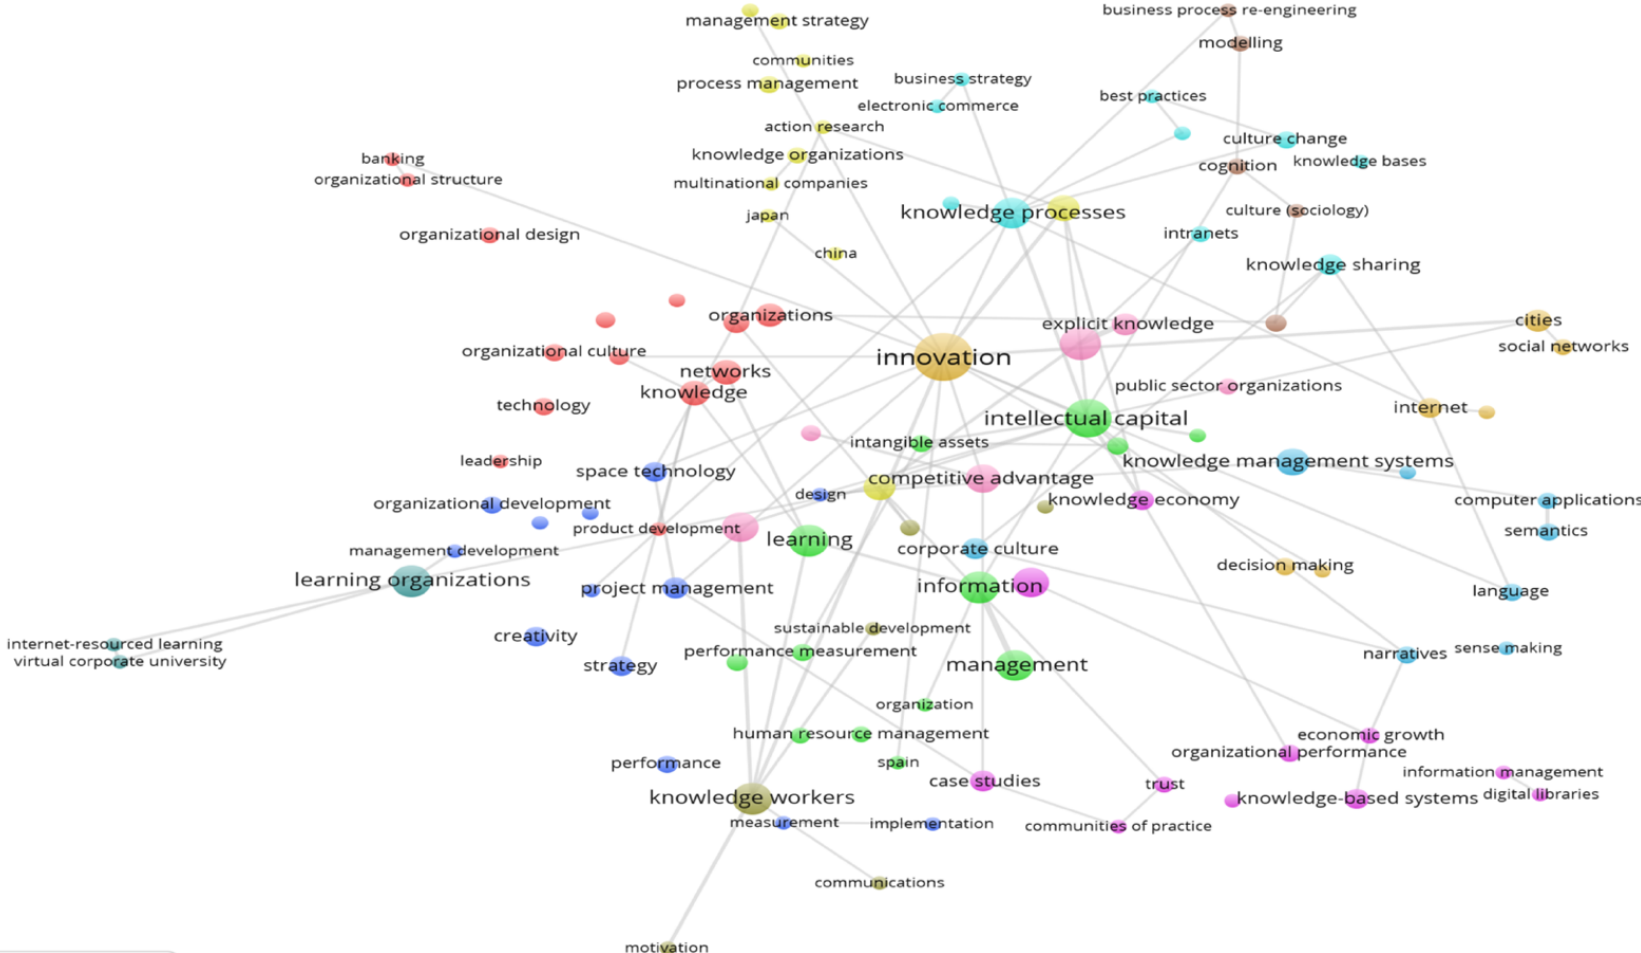 business process re-engineering
management strategy
modelling
communities
business strategy
process management
best practices
electronic commerce
action research
culture change
knowledge organizations
banking
knowledge bases
cognition
organizational structure
multinational companies
culture (sociology)
knowledge processes
japan
intranets
organizational design
china
knowledge sharing
organizations
cities
explicit knowledge
social networks
organizational culture
innovation
networks
public sector organizations
knowledge
technology
internet
intellectual capital
intangible assets
leadership
knowledge management systems
space technology
competitive advantage
design
knowledge economy
computer applications
organizational development
product development
semantics
learning
corporate culture
management development
decision making
learning organizations
information
project management
language
sustainable development
creativity
internet-resourced learning
sense making
performance measurement
narratives
virtual corporate university
strategy
management
organization
human resource management
economic growth
organizational performance
performance
spain
information management
case studies
trust
digital libraries
knowledge workers
knowledge-based systems
measurement
implementation
communities of practice
communications
motivation